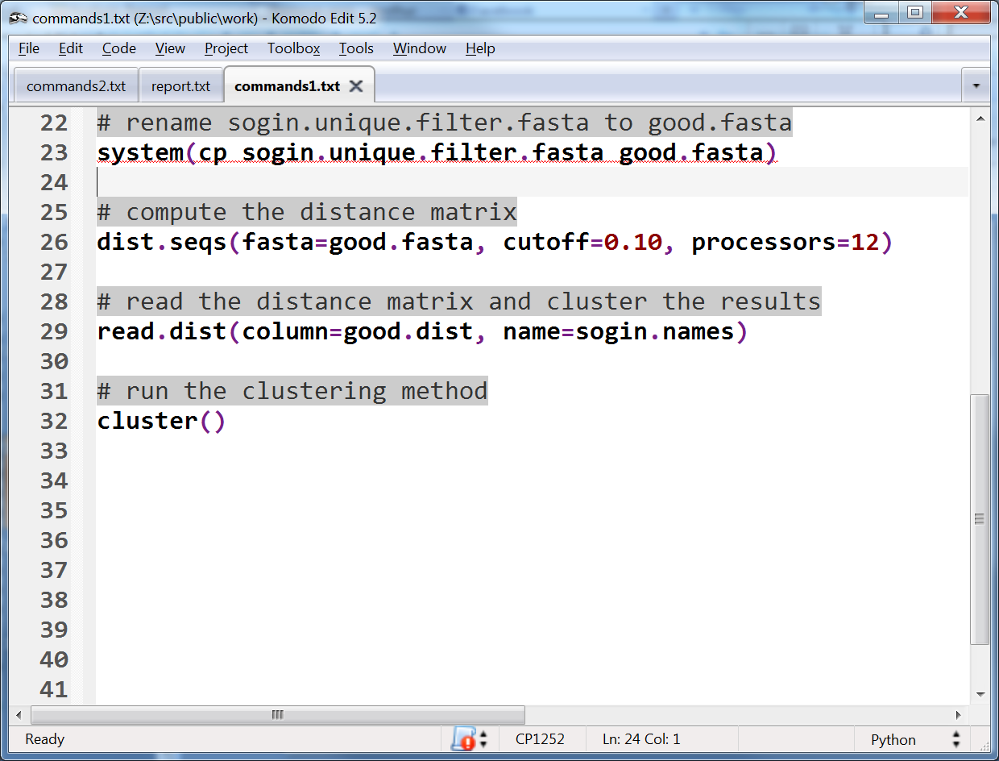 commands1.txt (Z:\src\public\work) - Komodo Edit 5.2
File Edit Code View Project Toolbox Tools Window Help
commands2.txt report.txt commands1.txt
22 # rename sogin.unique.filter.fasta to good.fasta
23 system(cp sogin.unique.filter.fasta good.fasta)
24
25 # compute the distance matrix
26 dist.seqs(fasta=good.fasta, cutoff=0.10, processors=12)
27
28 # read the distance matrix and cluster the results
29 read.dist(column=good.dist, name=sogin.names)
30
31 # run the clustering method
32 cluster()
33
34
35
36
37
38
39
40
41
Ready CP1252 Ln: 24 Col: 1 Python